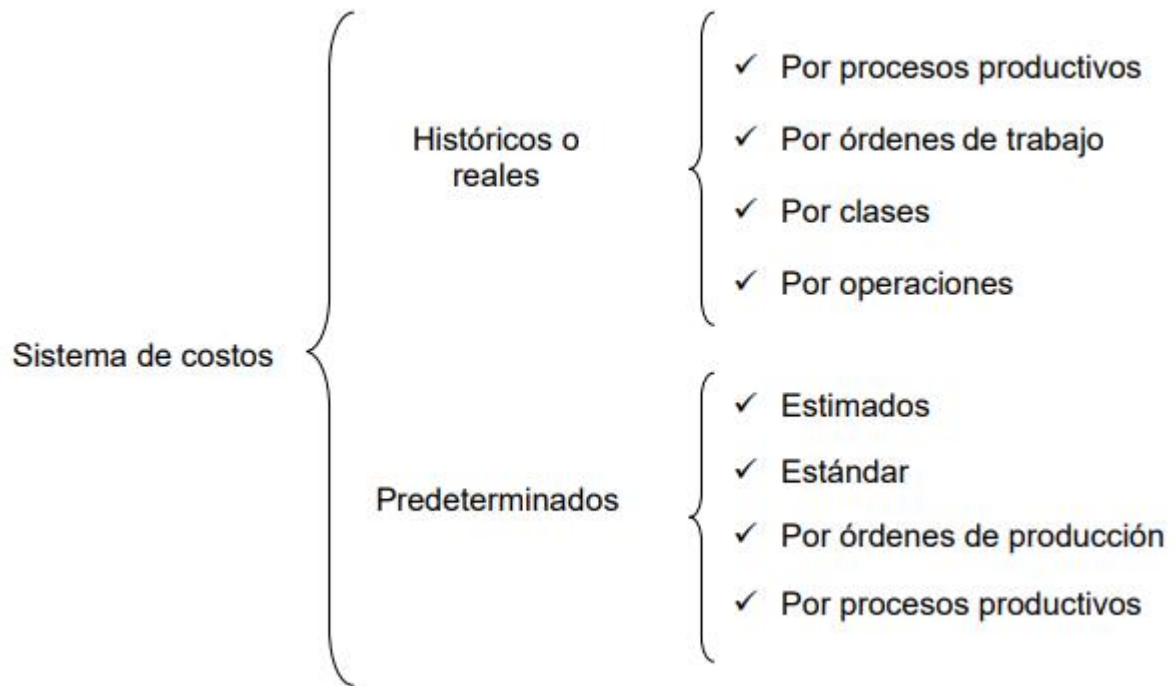 Sistema de costos
Históricos o
reales
✓ Por procesos productivos
✓ Por órdenes de trabajo
✓ Por clases
✓ Por operaciones
Predeterminados
✓ Estimados
✓ Estándar
✓ Por órdenes de producción
✓ Por procesos productivos